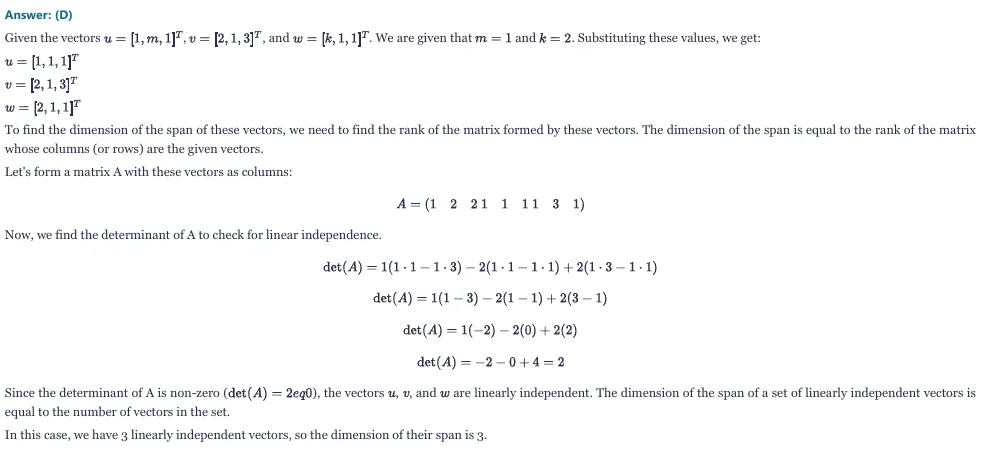 Answer: (D)
Given the vectors u = [1, m, 1]^T, v = [2, 1, 3]^T, and w = [k, 1, 1]^T. We are given that m = 1 and k = 2. Substituting these values, we get:
u = [1, 1, 1]^T
v = [2, 1, 3]^T
w = [2, 1, 1]^T
To find the dimension of the span of these vectors, we need to find the rank of the matrix formed by these vectors. The dimension of the span is equal to the rank of the matrix
whose columns (or rows) are the given vectors.
Let's form a matrix A with these vectors as columns:
A = (1 2 2 1 1 1 1 3 1)
Now, we find the determinant of A to check for linear independence.
det(A) = 1(1 · 1 − 1 · 3) − 2(1 · 1 − 1 · 1) + 2(1 · 3 − 1 · 1)
det(A) = 1(1 − 3) − 2(1 − 1) + 2(3 − 1)
det(A) = 1(−2) − 2(0) + 2(2)
det(A) = −2 − 0 + 4 = 2
Since the determinant of A is non-zero (det(A) = 2eq0), the vectors u, v, and w are linearly independent. The dimension of the span of a set of linearly independent vectors is
equal to the number of vectors in the set.
In this case, we have 3 linearly independent vectors, so the dimension of their span is 3.